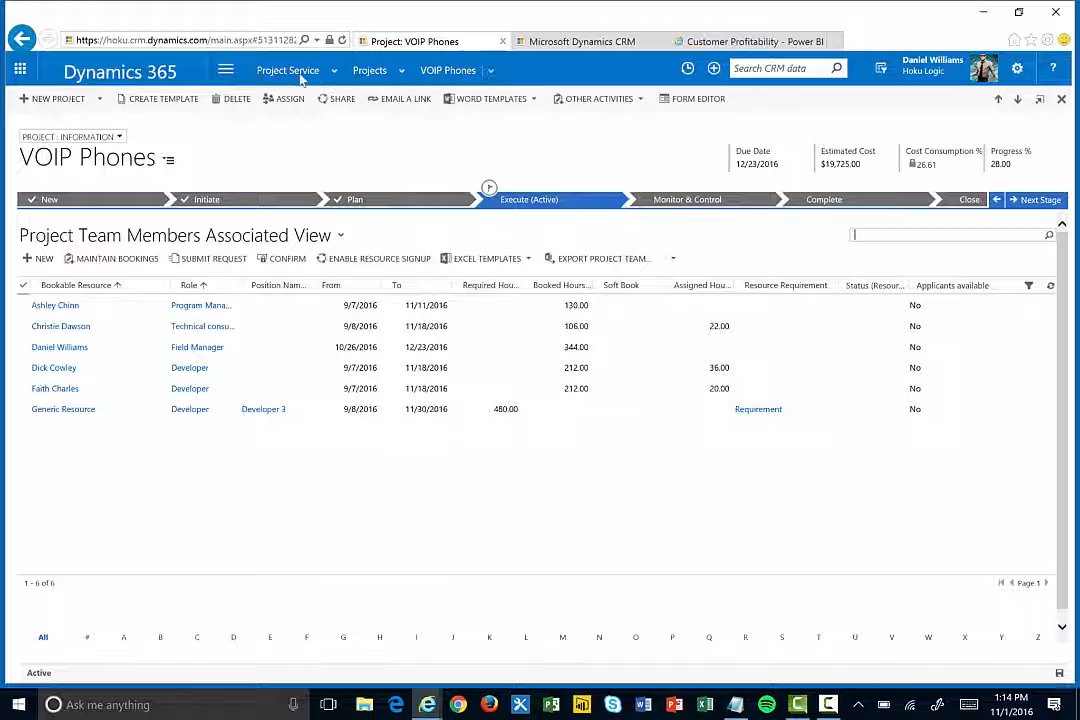 https://hoku.crm.dynamics.com/main.aspx#51311282
Project: VOIP Phones
Microsoft Dynamics CRM
Customer Profitability - Power BI
Dynamics 365
Project Service
Projects
VOIP Phones
Search CRM data
Daniel Williams
Hoku Logic
?
NEW PROJECT
CREATE TEMPLATE
DELETE
ASSIGN
SHARE
EMAIL A LINK
WORD TEMPLATES
OTHER ACTIVITIES
FORM EDITOR
PROJECT : INFORMATION
VOIP Phones
Due Date
12/23/2016
Estimated Cost
$19,725.00
Cost Consumption %
26.61
Progress %
28.00
New
Initiate
Plan
Execute (Active)
Monitor & Control
Complete
Close
Next Stage
Project Team Members Associated View
NEW
MAINTAIN BOOKINGS
SUBMIT REQUEST
CONFIRM
ENABLE RESOURCE SIGNUP
EXCEL TEMPLATES
EXPORT PROJECT TEAM...
Bookable Resource Role From To Position Nam... Required Hou... Booked Hours... Soft Book Assigned Hou... Resource Requirement Status (Resour... Applicants available
Ashley Chinn Program Mana... 9/7/2016 11/11/2016 130.00 No
Christie Dawson Technical consu... 9/8/2016 11/18/2016 106.00 22.00 No
Daniel Williams Field Manager 10/26/2016 12/23/2016 344.00 No
Dick Cowley Developer 9/7/2016 11/18/2016 212.00 36.00 No
Faith Charles Developer 9/7/2016 11/18/2016 212.00 20.00 No
Generic Resource Developer Developer 3 9/8/2016 11/30/2016 480.00 Requirement No
1 - 6 of 6
Page 1
All # A B C D E F G H I J K L M N O P Q R S T U V W X Y Z
Active
Ask me anything
1:14 PM
11/1/2016